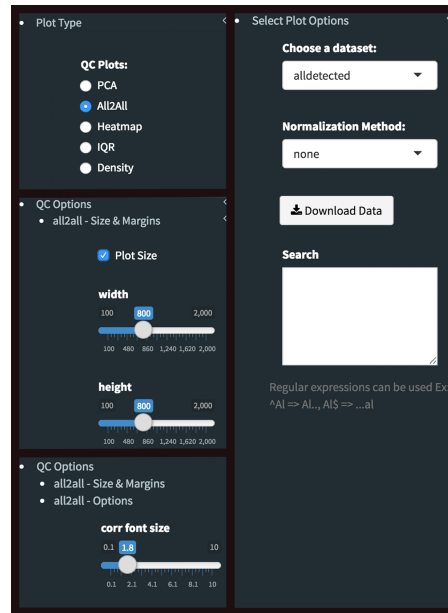 Plot Type
QC Plots:
PCA
All2All
Heatmap
IQR
Density
QC Options
all2all - Size & Margins
Plot Size
width
100 800 2,000
100 480 860 1,240 1,620 2,000
height
100 800 2,000
100 480 860 1,240 1,620 2,000
QC Options
all2all - Size & Margins
all2all - Options
corr font size
0.1 1.8 10
0.1 2.1 4.1 6.1 8.1 10
Select Plot Options
Choose a dataset:
alldetected
Normalization Method:
none
Download Data
Search
Regular expressions can be used Ex
^Al => Al.., Al$ => ...al